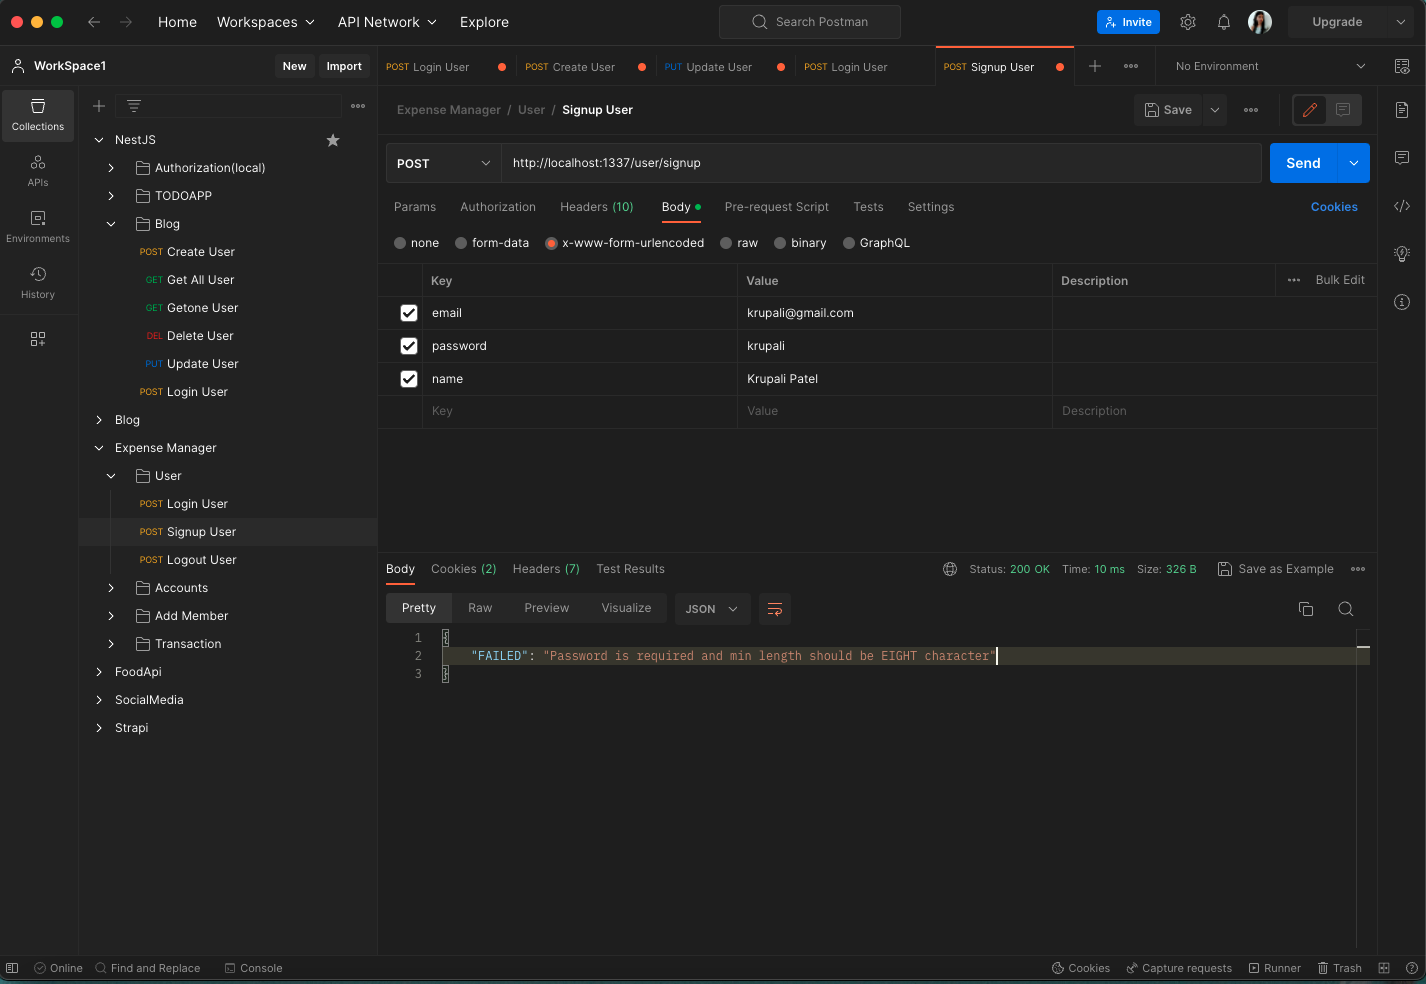 Home Workspaces API Network Explore Search Postman Invite Upgrade
WorkSpace1 New Import
POST Login User POST Create User PUT Update User POST Login User POST Signup User No Environment
Collections
APIs
Environments
History
NestJS
Authorization(local)
TODOAPP
Blog
POST Create User
GET Get All User
GET Getone User
DEL Delete User
PUT Update User
POST Login User
Blog
Expense Manager
User
POST Login User
POST Signup User
POST Logout User
Accounts
Add Member
Transaction
FoodApi
SocialMedia
Strapi
Expense Manager / User / Signup User Save
POST http://localhost:1337/user/signup Send
Params Authorization Headers (10) Body Pre-request Script Tests Settings Cookies
none form-data x-www-form-urlencoded raw binary GraphQL
Key Value Description Bulk Edit
email krupali@gmail.com
password krupali
name Krupali Patel
Key Value Description
Body Cookies (2) Headers (7) Test Results Status: 200 OK Time: 10 ms Size: 326 B Save as Example
Pretty Raw Preview Visualize JSON
1 {
2 "FAILED": "Password is required and min length should be EIGHT character"
3 }
Online Find and Replace Console Cookies Capture requests Runner Trash